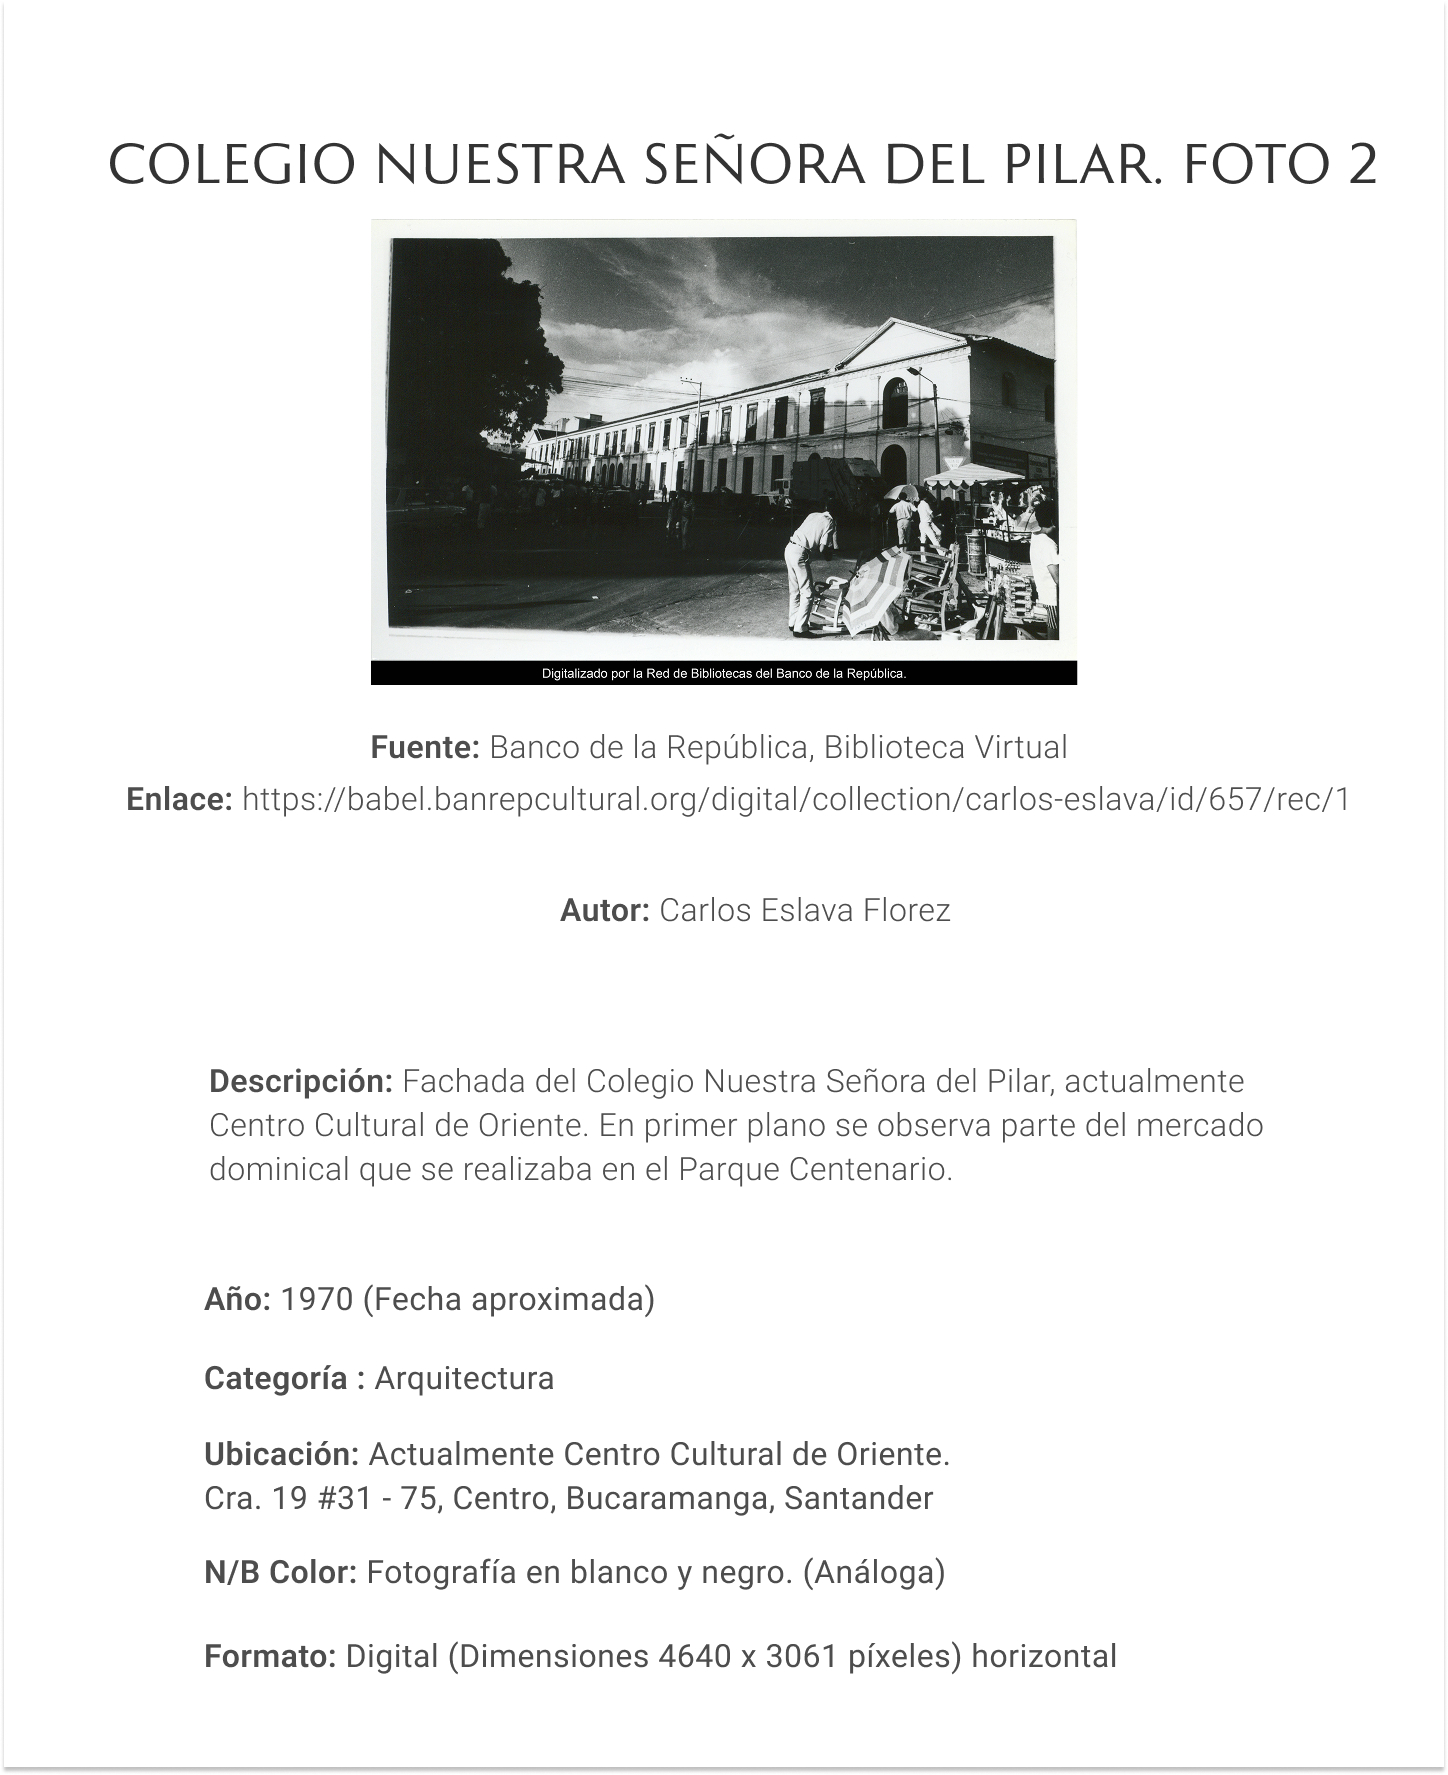 COLEGIO NUESTRA SEÑORA DEL PILAR. FOTO 2
Digitalizado por la Red de Bibliotecas del Banco de la República.
Fuente: Banco de la República, Biblioteca Virtual
Enlace: https://babel.banrepcultural.org/digital/collection/carlos-eslava/id/657/rec/1
Autor: Carlos Eslava Florez
Descripción: Fachada del Colegio Nuestra Señora del Pilar, actualmente
Centro Cultural de Oriente. En primer plano se observa parte del mercado
dominical que se realizaba en el Parque Centenario.
Año: 1970 (Fecha aproximada)
Categoría : Arquitectura
Ubicación: Actualmente Centro Cultural de Oriente.
Cra. 19 #31 - 75, Centro, Bucaramanga, Santander
N/B Color: Fotografía en blanco y negro. (Análoga)
Formato: Digital (Dimensiones 4640 x 3061 píxeles) horizontal